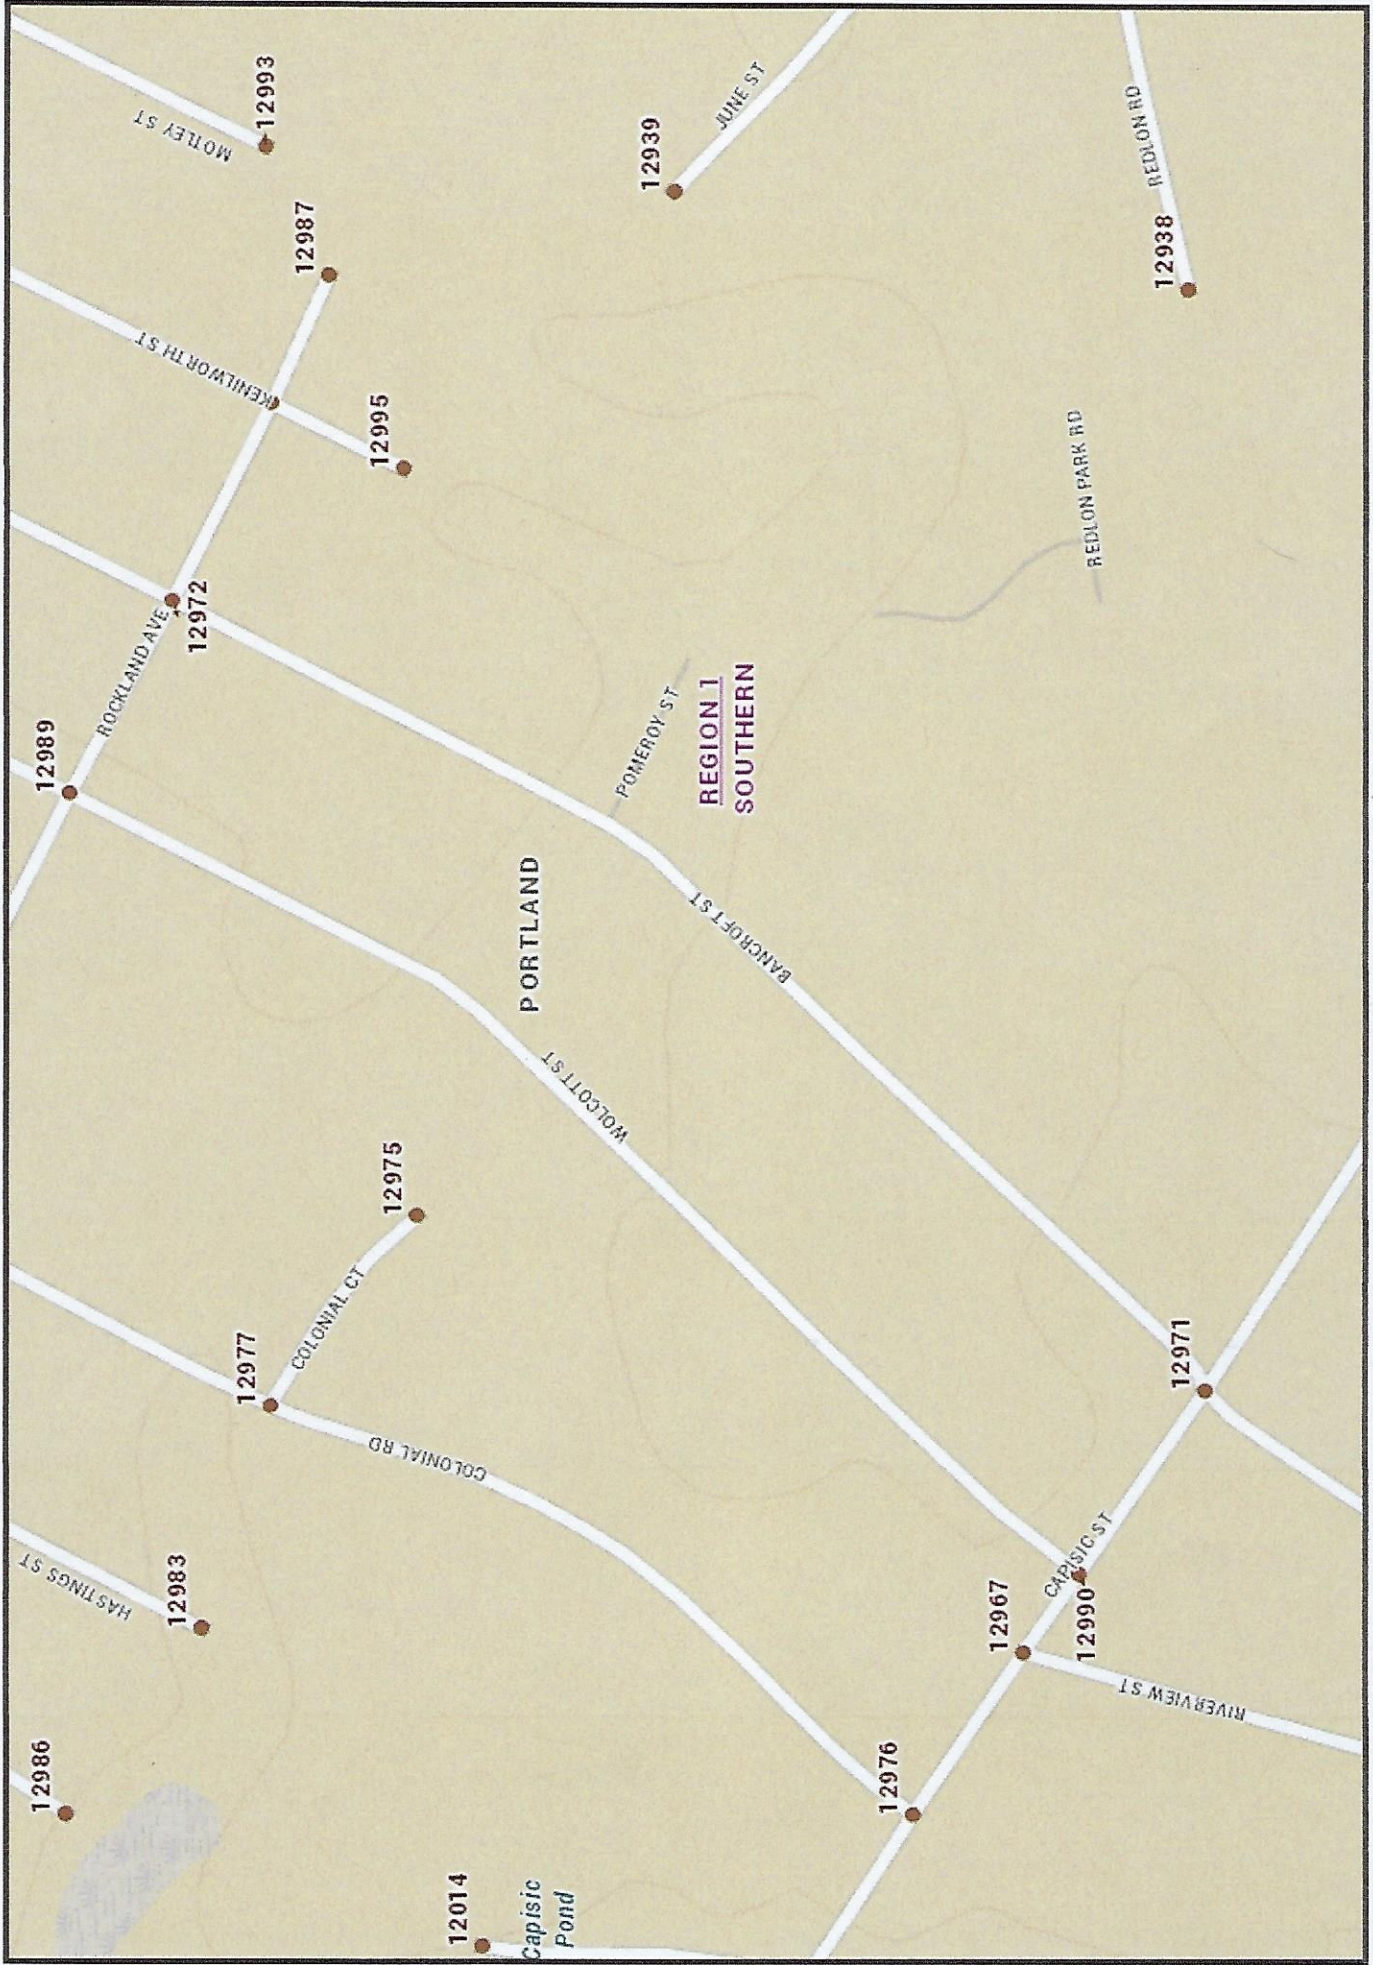 12986
HASTINGS ST
12983
12977
COLONIAL CT
12975
COLONIAL RD
12014
Capisic
Pond
12976
12967
12990
CAPISIC ST
RIVERVIEW ST
12971
WOLCOTT ST
BANCROFT ST
PORTLAND
REGION 1
SOUTHERN
POMEROY ST
12989
ROCKLAND AVE
12972
KENILWORTH ST
12995
12987
MOTLEY ST
12993
12939
JUNE ST
REDLON PARK RD
12938
REDLON RD